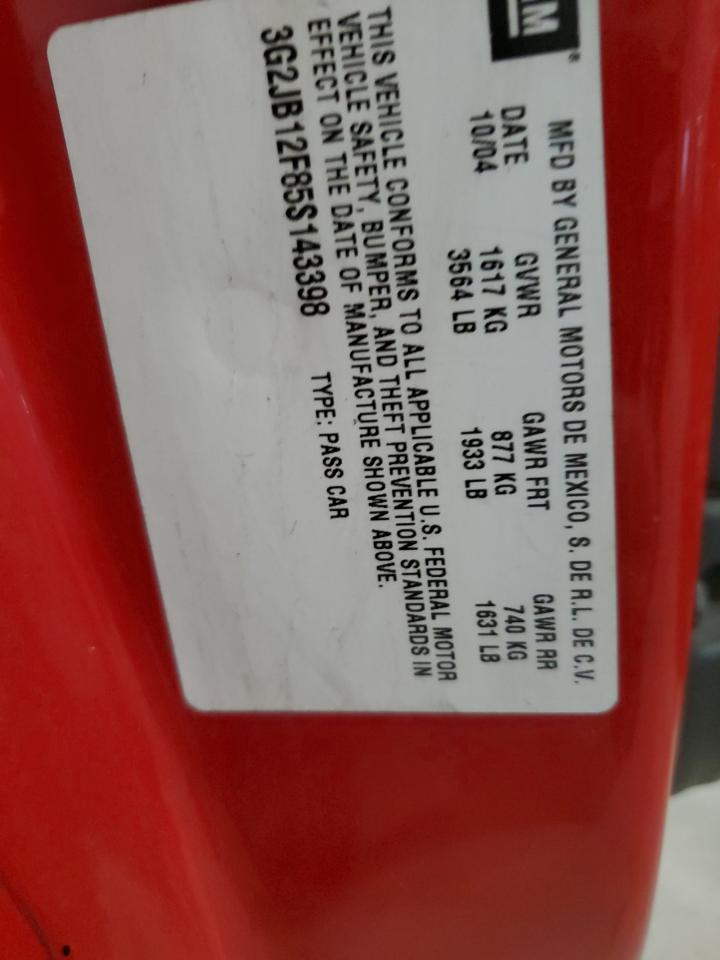 GM®
MFD BY GENERAL MOTORS DE MEXICO, S. DE R.L. DE C.V.
DATE GVWR GAWR FRT GAWR RR
10/04 1617 KG 877 KG 740 KG
3564 LB 1933 LB 1631 LB
THIS VEHICLE CONFORMS TO ALL APPLICABLE U.S. FEDERAL MOTOR
VEHICLE SAFETY, BUMPER, AND THEFT PREVENTION STANDARDS IN
EFFECT ON THE DATE OF MANUFACTURE SHOWN ABOVE.
3G2JB12F85S143398 TYPE: PASS CAR